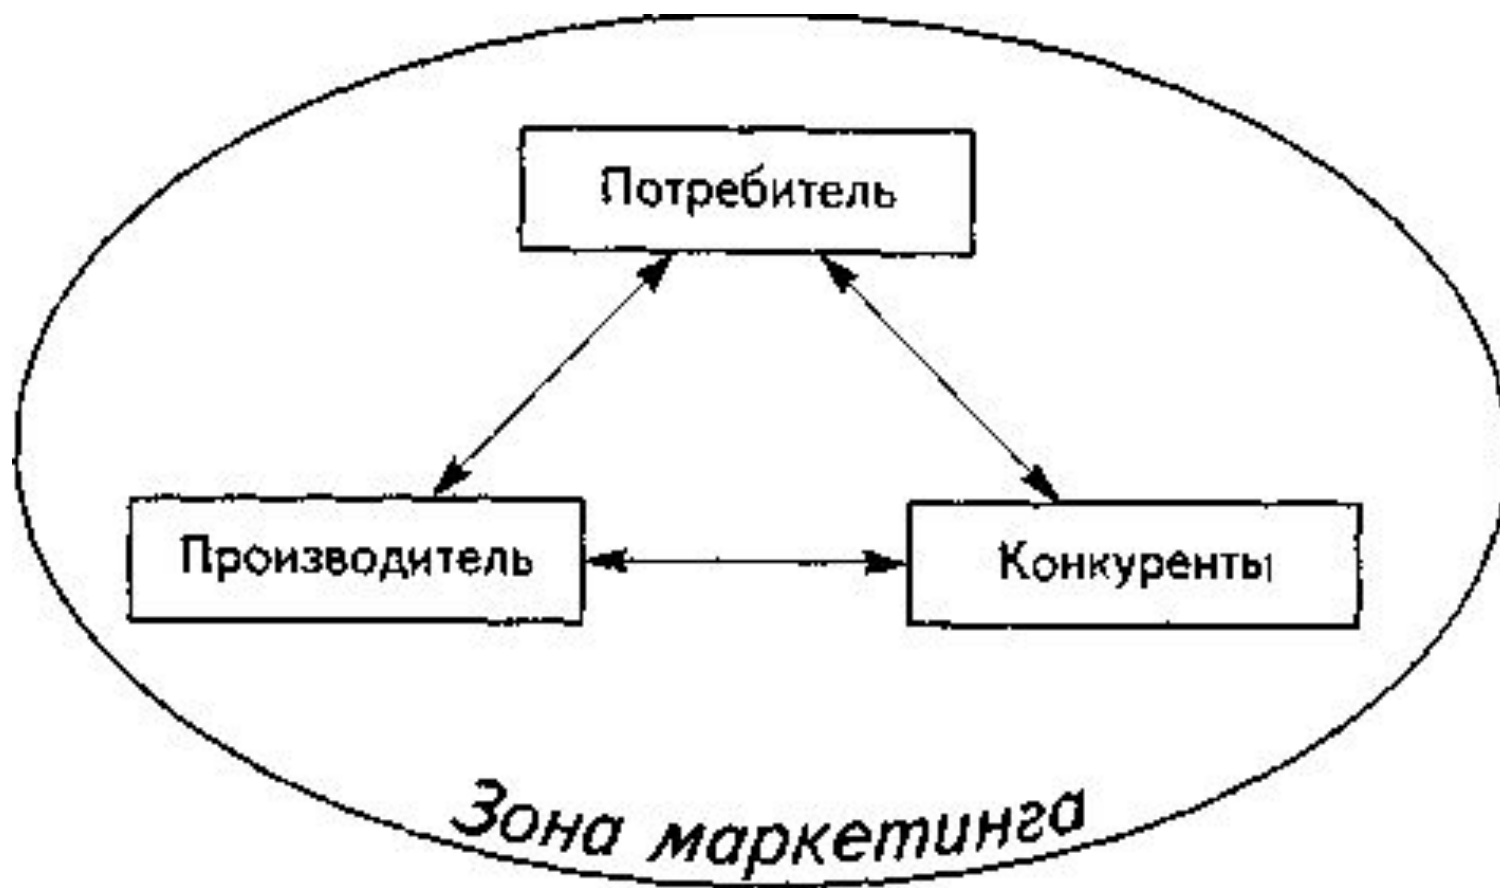 Потребитель
Производитель
Конкуренты
Зона маркетинга